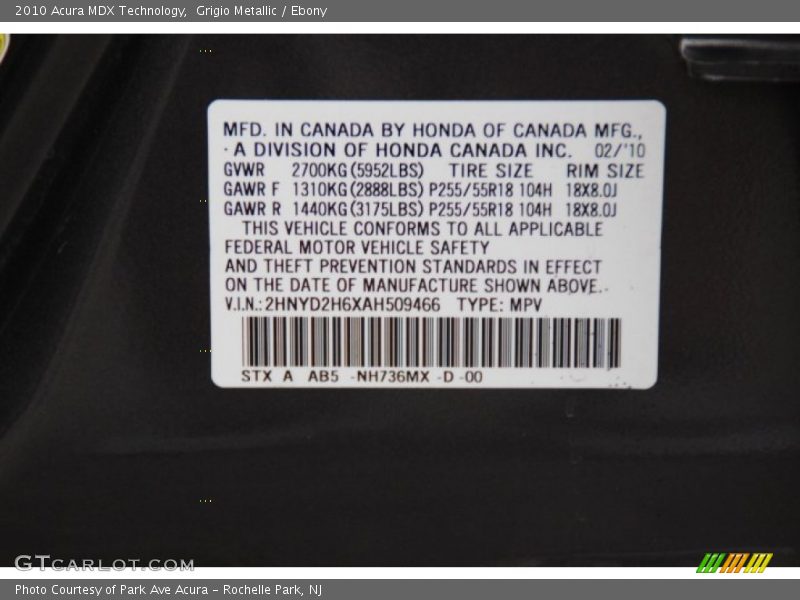 2010 Acura MDX Technology,  Grigio Metallic / Ebony
MFD. IN CANADA BY HONDA OF CANADA MFG.,
A DIVISION OF HONDA CANADA INC.   02/'10
GVWR   2700KG(5952LBS)   TIRE SIZE   RIM SIZE
GAWR F  1310KG(2888LBS) P255/55R18 104H  18X8.0J
GAWR R  1440KG(3175LBS) P255/55R18 104H  18X8.0J
THIS VEHICLE CONFORMS TO ALL APPLICABLE
FEDERAL MOTOR VEHICLE SAFETY
AND THEFT PREVENTION STANDARDS IN EFFECT
ON THE DATE OF MANUFACTURE SHOWN ABOVE.
V.I.N.:2HNYD2H6XAH509466  TYPE: MPV
STX  A  AB5  -NH736MX -D -00
GTCARLOT.COM
Photo Courtesy of Park Ave Acura - Rochelle Park, NJ